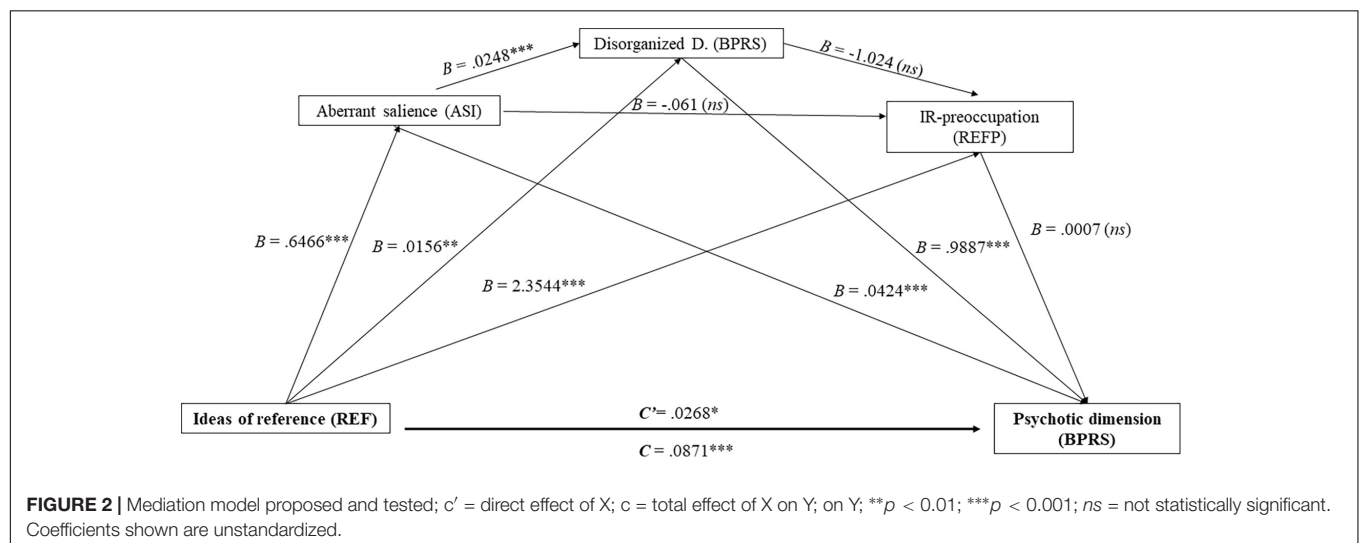 Disorganized D. (BPRS)
B = .0248***
B = -1.024 (ns)
Aberrant salience (ASI)
B = -.061 (ns)
IR-preoccupation
(REFP)
B = .6466***
B = .0156**
B = .9887***
B = .0007 (ns)
B = 2.3544***
B = .0424***
Ideas of reference (REF)
C’= .0268*
C = .0871***
Psychotic dimension
(BPRS)
FIGURE 2 | Mediation model proposed and tested; c′ = direct effect of X; c = total effect of X on Y; on Y; **p < 0.01; ***p < 0.001; ns = not statistically significant.
Coefficients shown are unstandardized.